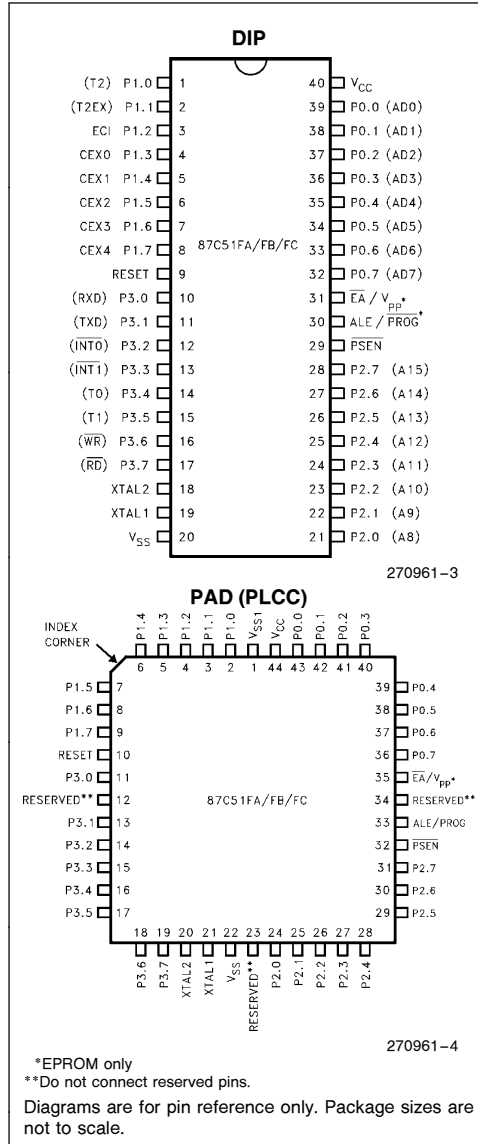 DIP
(T2) P1.0 1 40 VCC
(T2EX) P1.1 2 39 P0.0 (AD0)
ECI P1.2 3 38 P0.1 (AD1)
CEX0 P1.3 4 37 P0.2 (AD2)
CEX1 P1.4 5 36 P0.3 (AD3)
CEX2 P1.5 6 35 P0.4 (AD4)
CEX3 P1.6 7 34 P0.5 (AD5)
CEX4 P1.7 8 87C51FA/FB/FC 33 P0.6 (AD6)
RESET 9 32 P0.7 (AD7)
(RXD) P3.0 10 31 E̅A̅ / VPP*
(TXD) P3.1 11 30 ALE / P̅R̅O̅G̅*
(I̅N̅T̅0̅) P3.2 12 29 P̅S̅E̅N̅
(I̅N̅T̅1̅) P3.3 13 28 P2.7 (A15)
(T0) P3.4 14 27 P2.6 (A14)
(T1) P3.5 15 26 P2.5 (A13)
(W̅R̅) P3.6 16 25 P2.4 (A12)
(R̅D̅) P3.7 17 24 P2.3 (A11)
XTAL2 18 23 P2.2 (A10)
XTAL1 19 22 P2.1 (A9)
VSS 20 21 P2.0 (A8)
270961–3
PAD (PLCC)
INDEX
CORNER
P1.4 P1.3 P1.2 P1.1 P1.0 VSS1 VCC P0.0 P0.1 P0.2 P0.3
6 5 4 3 2 1 44 43 42 41 40
P1.5 7 39 P0.4
P1.6 8 38 P0.5
P1.7 9 37 P0.6
RESET 10 36 P0.7
P3.0 11 35 E̅A̅/VPP*
RESERVED** 12 87C51FA/FB/FC 34 RESERVED**
P3.1 13 33 ALE/PROG
P3.2 14 32 P̅S̅E̅N̅
P3.3 15 31 P2.7
P3.4 16 30 P2.6
P3.5 17 29 P2.5
18 19 20 21 22 23 24 25 26 27 28
P3.6 P3.7 XTAL2 XTAL1 VSS RESERVED** P2.0 P2.1 P2.2 P2.3 P2.4
270961–4
*EPROM only
**Do not connect reserved pins.
Diagrams are for pin reference only. Package sizes are
not to scale.